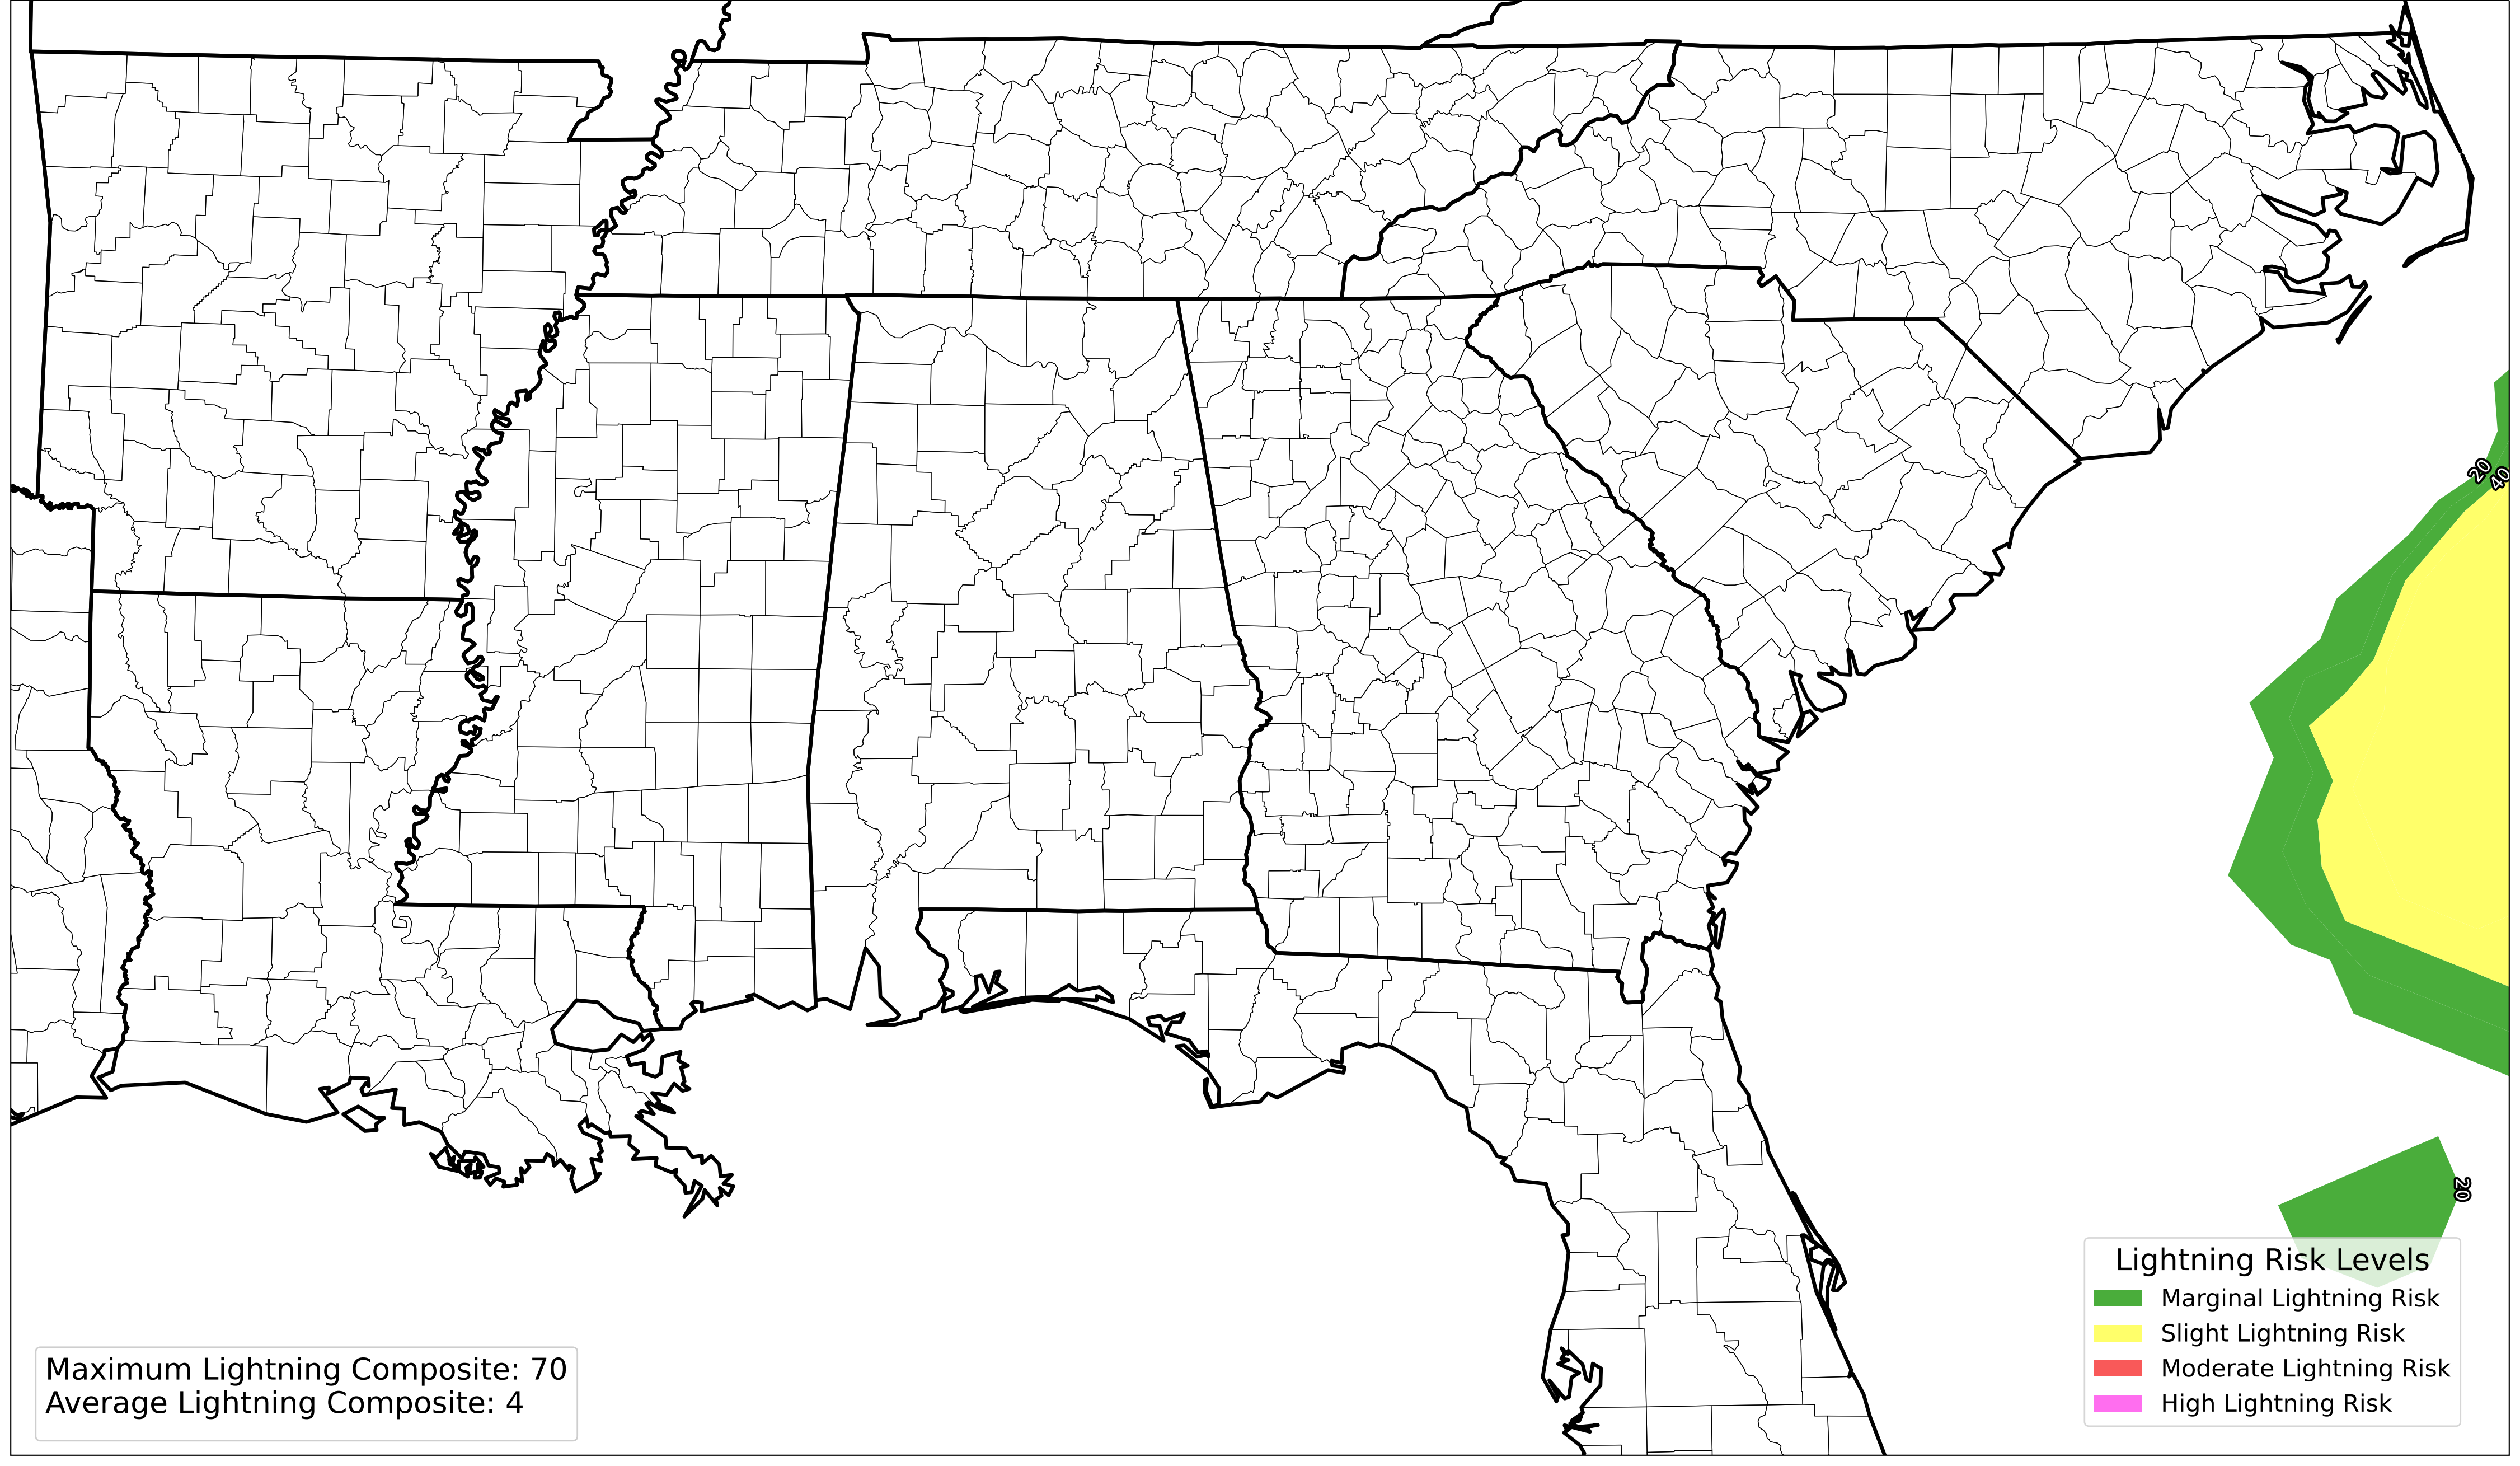 20
40
20
Lightning Risk Levels
Marginal Lightning Risk
Slight Lightning Risk
Moderate Lightning Risk
High Lightning Risk
Maximum Lightning Composite: 70
Average Lightning Composite: 4